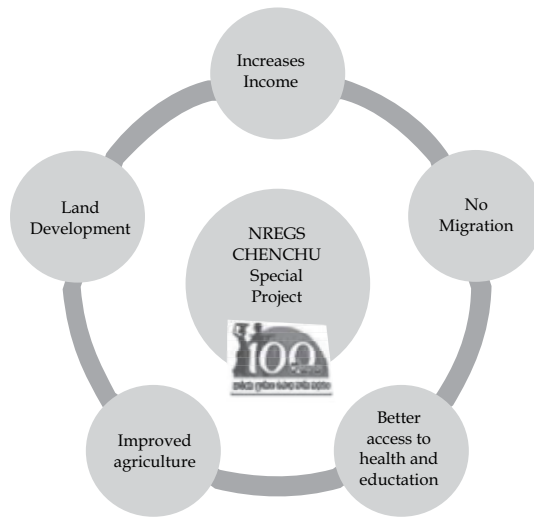 Increases
Income
No
Migration
Better
access to
health and
eductation
Improved
agriculture
Land
Development
NREGS
CHENCHU
Special
Project
100